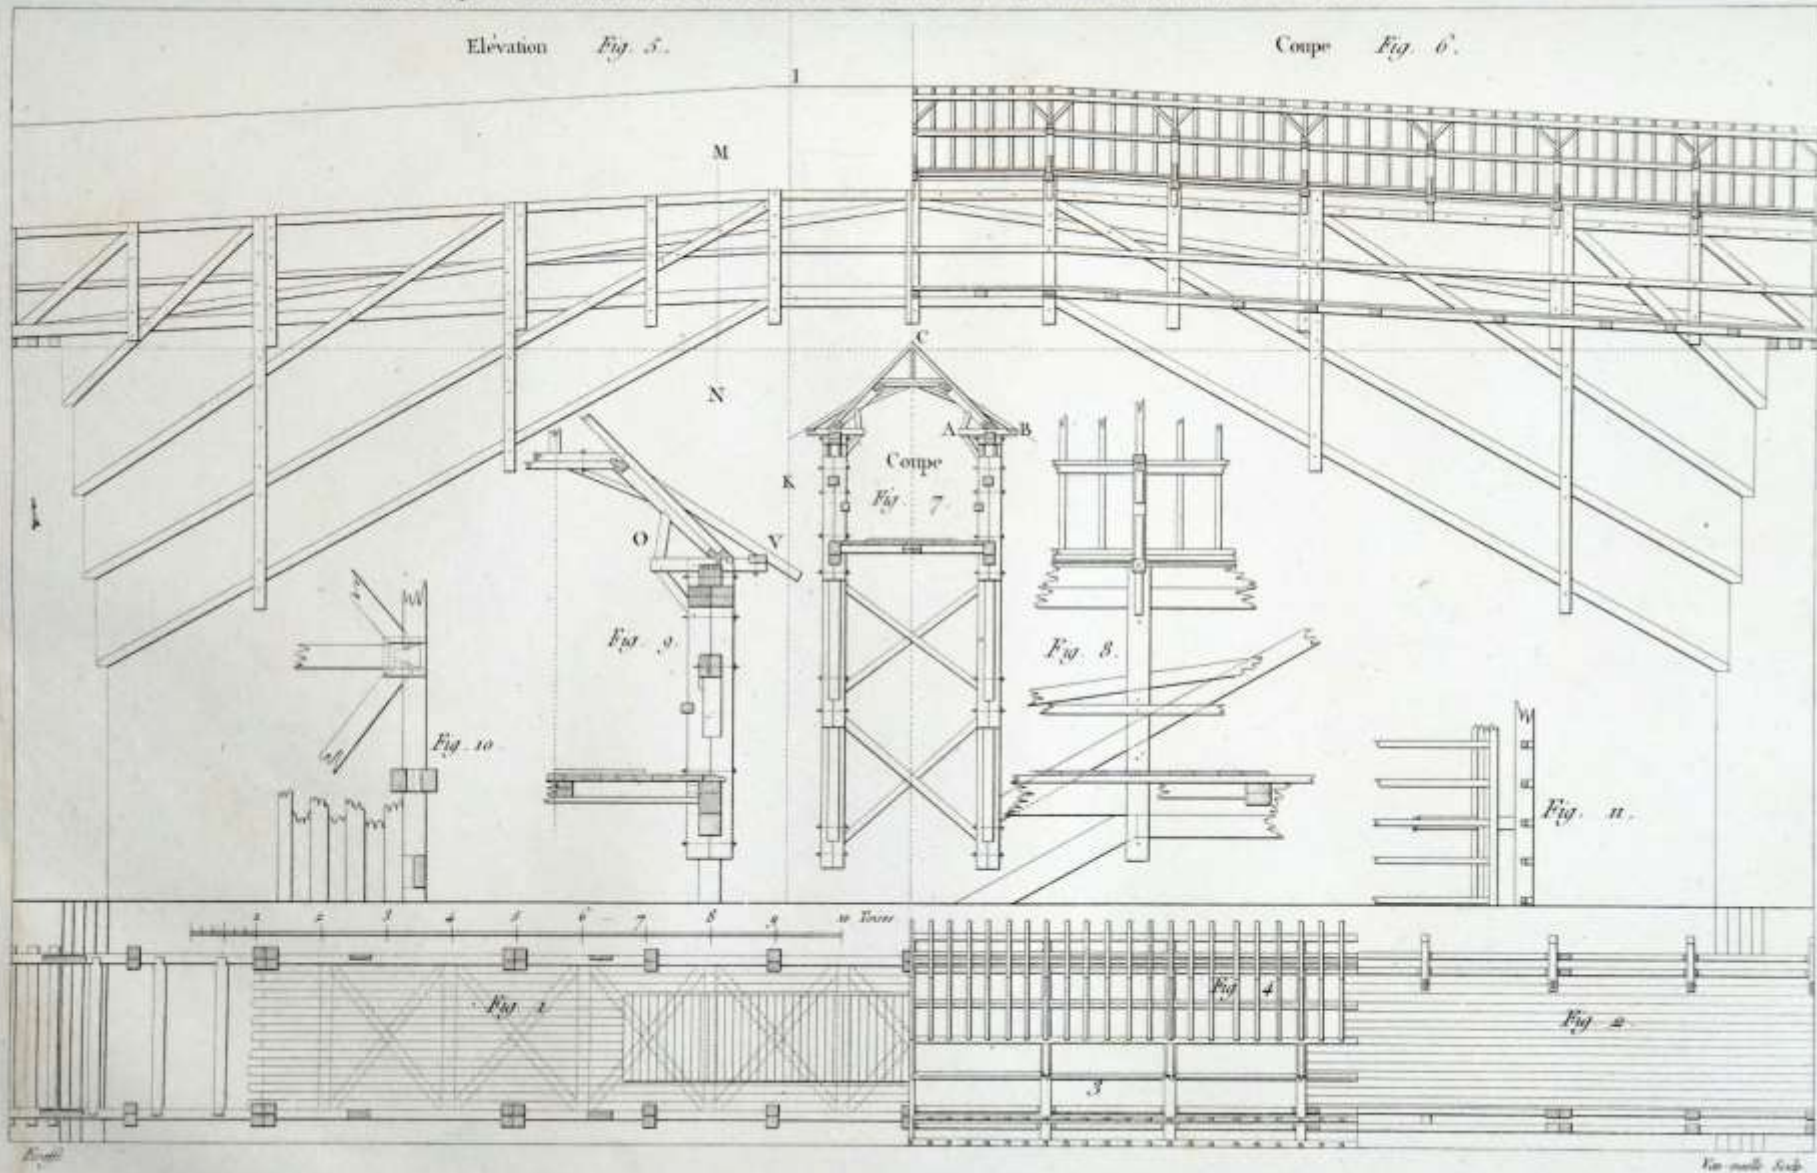 Elévation Fig. 5.
Coupe Fig. 6.
I
M
C
N
A
B
Coupe
K
Fig. 7.
O
V
Fig. 9.
Fig. 8.
Fig. 10
Fig. 11.
1 2 3 4 5 6 7 8 9 10 Toises
Fig 1
Fig 4
Fig 2
3